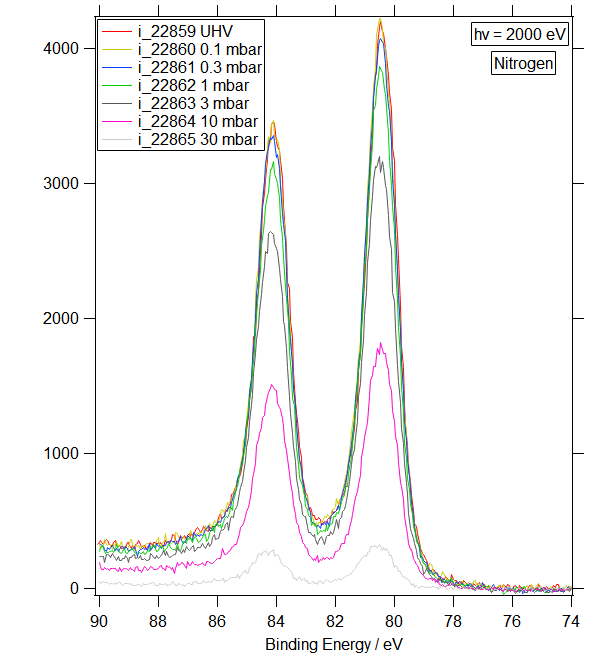 i_22859 UHV
i_22860 0.1 mbar
i_22861 0.3 mbar
i_22862 1 mbar
i_22863 3 mbar
i_22864 10 mbar
i_22865 30 mbar
hv = 2000 eV
Nitrogen
4000
3000
2000
1000
0
90 88 86 84 82 80 78 76 74
Binding Energy / eV